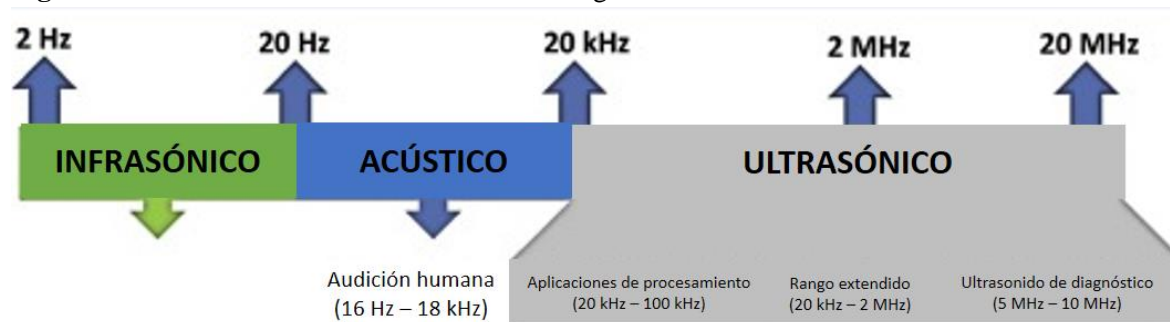 2 Hz
20 Hz
20 kHz
2 MHz
20 MHz
INFRASÓNICO
ACÚSTICO
ULTRASÓNICO
Audición humana
(16 Hz – 18 kHz)
Aplicaciones de procesamiento
(20 kHz – 100 kHz)
Rango extendido
(20 kHz – 2 MHz)
Ultrasonido de diagnóstico
(5 MHz – 10 MHz)